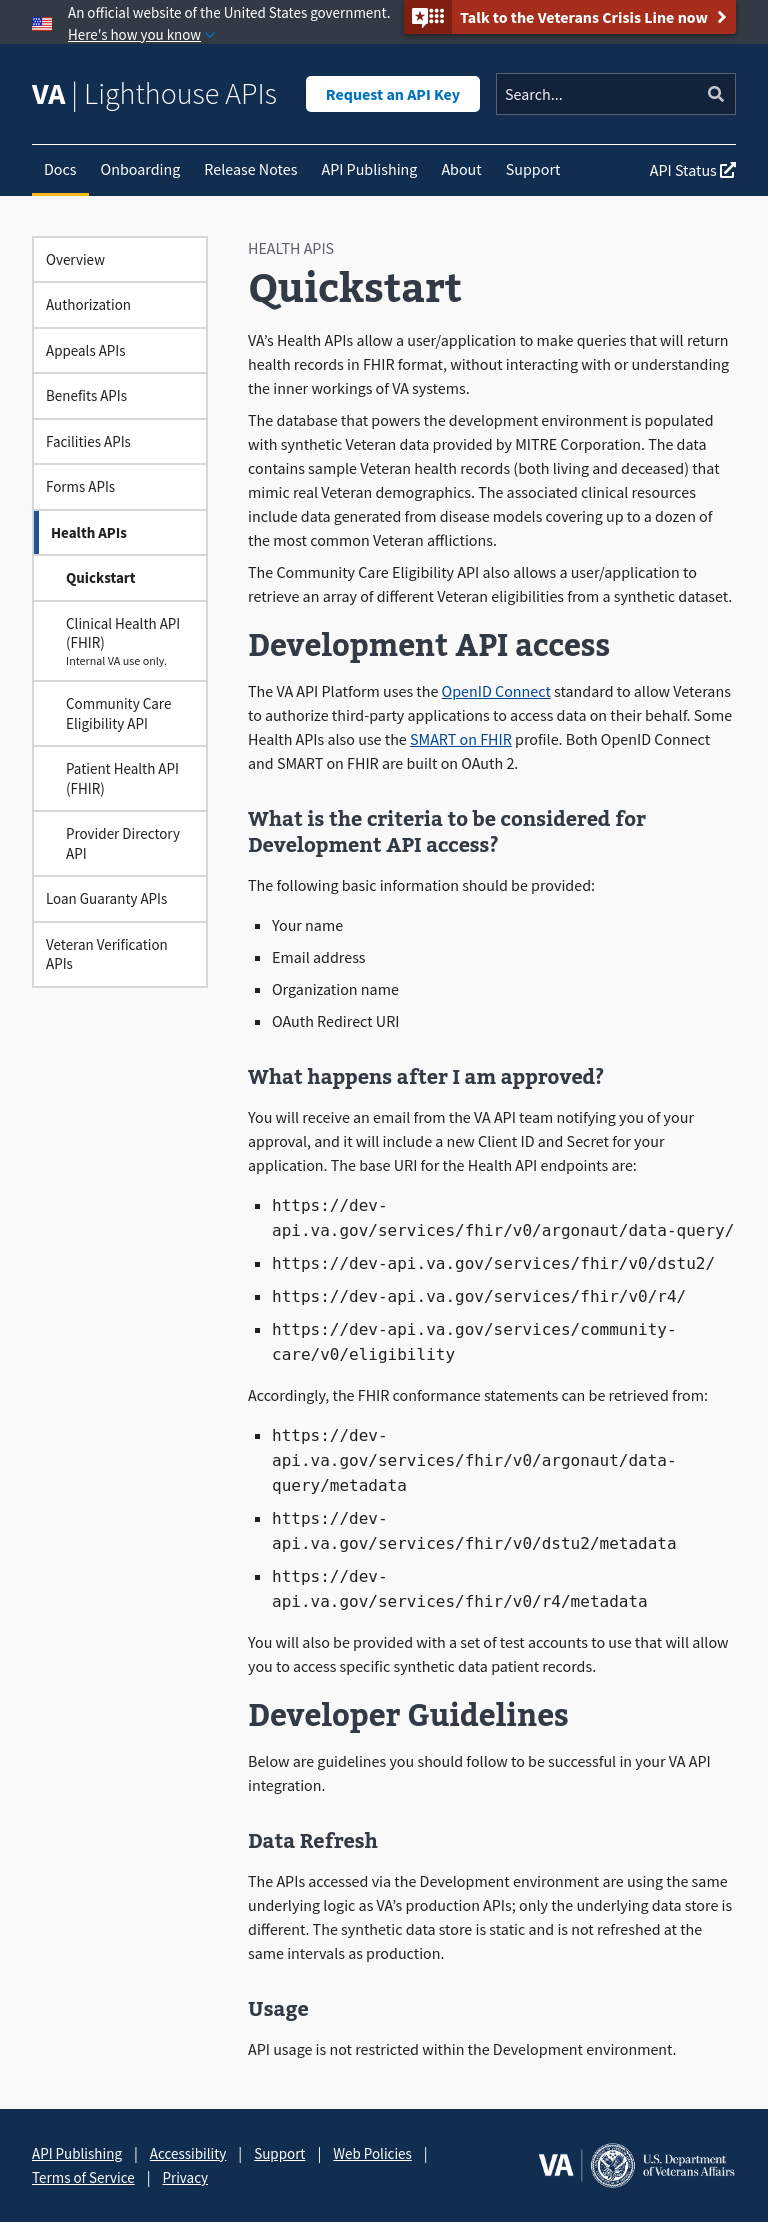 An official website of the United States government.
Here's how you know
Talk to the Veterans Crisis Line now
VA | Lighthouse APIs
Request an API Key
Search...
Docs
Onboarding
Release Notes
API Publishing
About
Support
API Status
Overview
Authorization
Appeals APIs
Benefits APIs
Facilities APIs
Forms APIs
Health APIs
Quickstart
Clinical Health API
(FHIR)
Internal VA use only.
Community Care
Eligibility API
Patient Health API
(FHIR)
Provider Directory
API
Loan Guaranty APIs
Veteran Verification
APIs
HEALTH APIS
Quickstart
VA’s Health APIs allow a user/application to make queries that will return
health records in FHIR format, without interacting with or understanding
the inner workings of VA systems.
The database that powers the development environment is populated
with synthetic Veteran data provided by MITRE Corporation. The data
contains sample Veteran health records (both living and deceased) that
mimic real Veteran demographics. The associated clinical resources
include data generated from disease models covering up to a dozen of
the most common Veteran afflictions.
The Community Care Eligibility API also allows a user/application to
retrieve an array of different Veteran eligibilities from a synthetic dataset.
Development API access
The VA API Platform uses the OpenID Connect standard to allow Veterans
to authorize third-party applications to access data on their behalf. Some
Health APIs also use the SMART on FHIR profile. Both OpenID Connect
and SMART on FHIR are built on OAuth 2.
What is the criteria to be considered for
Development API access?
The following basic information should be provided:
Your name
Email address
Organization name
OAuth Redirect URI
What happens after I am approved?
You will receive an email from the VA API team notifying you of your
approval, and it will include a new Client ID and Secret for your
application. The base URI for the Health API endpoints are:
https://dev-
api.va.gov/services/fhir/v0/argonaut/data-query/
https://dev-api.va.gov/services/fhir/v0/dstu2/
https://dev-api.va.gov/services/fhir/v0/r4/
https://dev-api.va.gov/services/community-
care/v0/eligibility
Accordingly, the FHIR conformance statements can be retrieved from:
https://dev-
api.va.gov/services/fhir/v0/argonaut/data-
query/metadata
https://dev-
api.va.gov/services/fhir/v0/dstu2/metadata
https://dev-
api.va.gov/services/fhir/v0/r4/metadata
You will also be provided with a set of test accounts to use that will allow
you to access specific synthetic data patient records.
Developer Guidelines
Below are guidelines you should follow to be successful in your VA API
integration.
Data Refresh
The APIs accessed via the Development environment are using the same
underlying logic as VA’s production APIs; only the underlying data store is
different. The synthetic data store is static and is not refreshed at the
same intervals as production.
Usage
API usage is not restricted within the Development environment.
API Publishing | Accessibility | Support | Web Policies |
Terms of Service | Privacy
VA
U.S. Department
of Veterans Affairs